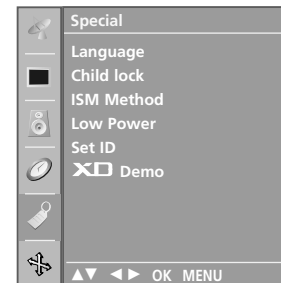 Special
Language
Child lock
ISM Method
Low Power
Set ID
XD Demo
▲▼ ◄► OK MENU